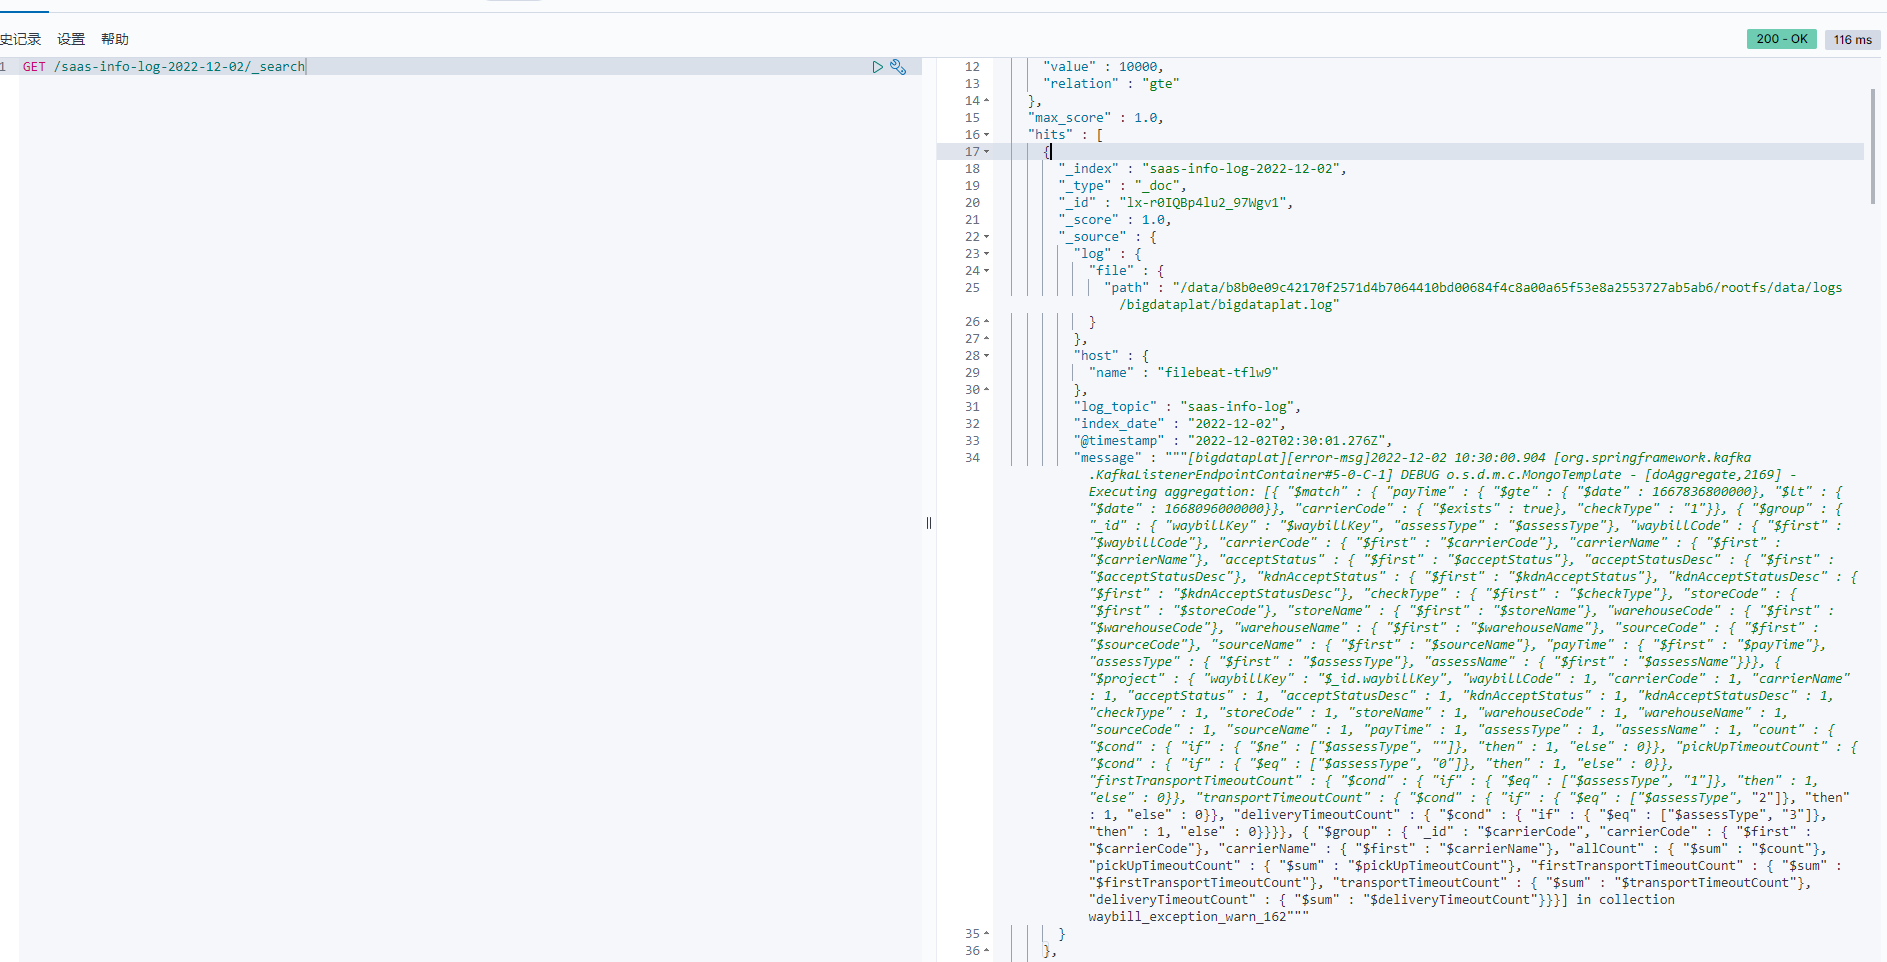 史记录 设置 帮助
200 - OK 116 ms
1 GET /saas-info-log-2022-12-02/_search
12 "value" : 10000,
13 "relation" : "gte"
14 },
15 "max_score" : 1.0,
16 "hits" : [
17 {
18 "_index" : "saas-info-log-2022-12-02",
19 "_type" : "_doc",
20 "_id" : "lx-r0IQBp4lu2_97Wgv1",
21 "_score" : 1.0,
22 "_source" : {
23 "log" : {
24 "file" : {
25 "path" : "/data/b8b0e09c42170f2571d4b7064410bd00684f4c8a00a65f53e8a2553727ab5ab6/rootfs/data/logs
/bigdataplat/bigdataplat.log"
26 }
27 },
28 "host" : {
29 "name" : "filebeat-tflw9"
30 },
31 "log_topic" : "saas-info-log",
32 "index_date" : "2022-12-02",
33 "@timestamp" : "2022-12-02T02:30:01.276Z",
34 "message" : """[bigdataplat][error-msg]2022-12-02 10:30:00.904 [org.springframework.kafka
.KafkaListenerEndpointContainer#5-0-C-1] DEBUG o.s.d.m.c.MongoTemplate - [doAggregate,2169] -
Executing aggregation: [{ "$match" : { "payTime" : { "$gte" : { "$date" : 1667836800000}, "$lt" : {
"$date" : 1668096000000}}, "carrierCode" : { "$exists" : true}, "checkType" : "1"}}, { "$group" : {
"_id" : { "waybillKey" : "$waybillKey", "assessType" : "$assessType"}, "waybillCode" : { "$first" :
"$waybillCode"}, "carrierCode" : { "$first" : "$carrierCode"}, "carrierName" : { "$first" :
"$carrierName"}, "acceptStatus" : { "$first" : "$acceptStatus"}, "acceptStatusDesc" : { "$first" :
"$acceptStatusDesc"}, "kdnAcceptStatus" : { "$first" : "$kdnAcceptStatus"}, "kdnAcceptStatusDesc" : {
"$first" : "$kdnAcceptStatusDesc"}, "checkType" : { "$first" : "$checkType"}, "storeCode" : {
"$first" : "$storeCode"}, "storeName" : { "$first" : "$storeName"}, "warehouseCode" : { "$first" :
"$warehouseCode"}, "warehouseName" : { "$first" : "$warehouseName"}, "sourceCode" : { "$first" :
"$sourceCode"}, "sourceName" : { "$first" : "$sourceName"}, "payTime" : { "$first" : "$payTime"},
"assessType" : { "$first" : "$assessType"}, "assessName" : { "$first" : "$assessName"}}}, {
"$project" : { "waybillKey" : "$_id.waybillKey", "waybillCode" : 1, "carrierCode" : 1, "carrierName"
: 1, "acceptStatus" : 1, "acceptStatusDesc" : 1, "kdnAcceptStatus" : 1, "kdnAcceptStatusDesc" : 1,
"checkType" : 1, "storeCode" : 1, "storeName" : 1, "warehouseCode" : 1, "warehouseName" : 1,
"sourceCode" : 1, "sourceName" : 1, "payTime" : 1, "assessType" : 1, "assessName" : 1, "count" : {
"$cond" : { "if" : { "$ne" : ["$assessType", ""]}, "then" : 1, "else" : 0}}, "pickUpTimeoutCount" : {
"$cond" : { "if" : { "$eq" : ["$assessType", "0"]}, "then" : 1, "else" : 0}},
"firstTransportTimeoutCount" : { "$cond" : { "if" : { "$eq" : ["$assessType", "1"]}, "then" : 1,
"else" : 0}}, "transportTimeoutCount" : { "$cond" : { "if" : { "$eq" : ["$assessType", "2"]}, "then"
: 1, "else" : 0}}, "deliveryTimeoutCount" : { "$cond" : { "if" : { "$eq" : ["$assessType", "3"]},
"then" : 1, "else" : 0}}}}, { "$group" : { "_id" : "$carrierCode", "carrierCode" : { "$first" :
"$carrierCode"}, "carrierName" : { "$first" : "$carrierName"}, "allCount" : { "$sum" : "$count"},
"pickUpTimeoutCount" : { "$sum" : "$pickUpTimeoutCount"}, "firstTransportTimeoutCount" : { "$sum" :
"$firstTransportTimeoutCount"}, "transportTimeoutCount" : { "$sum" : "$transportTimeoutCount"},
"deliveryTimeoutCount" : { "$sum" : "$deliveryTimeoutCount"}}}] in collection
waybill_exception_warn_162"""
35 }
36 },